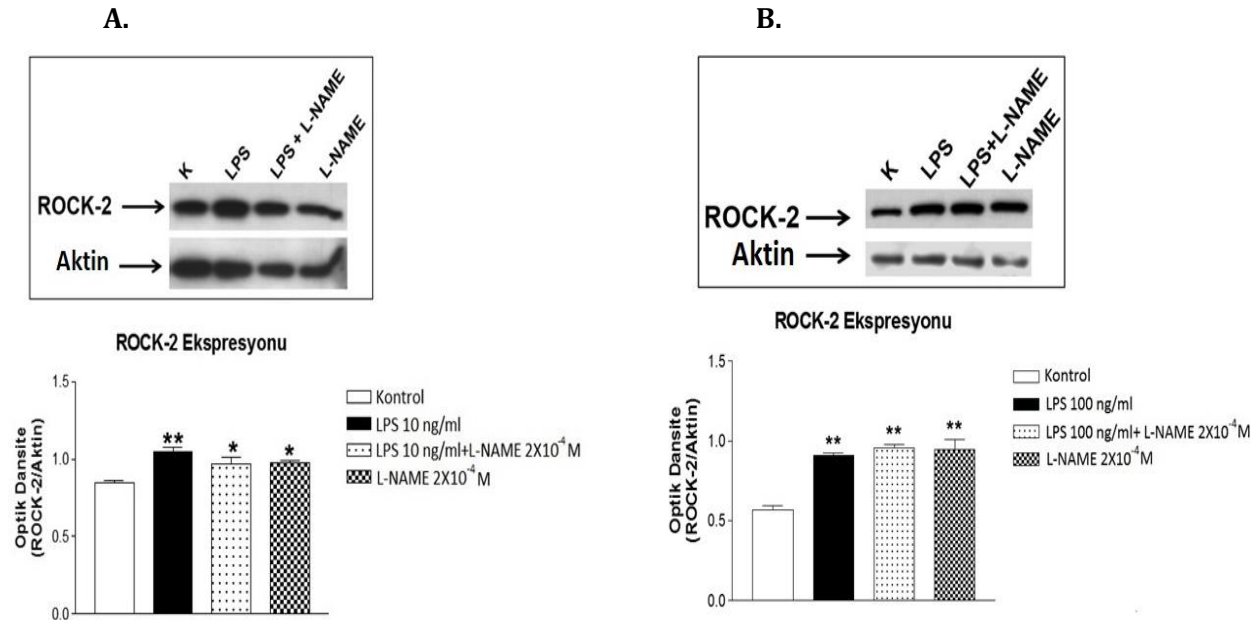 A.
K LPS LPS + L-NAME L-NAME
ROCK-2
Aktin
ROCK-2 Ekspresyonu
Optik Dansite
(ROCK-2/Aktin)
1.5
1.0
0.5
0.0
** * *
Kontrol
LPS 10 ng/ml
LPS 10 ng/ml+L-NAME 2X10⁻⁴M
L-NAME 2X10⁻⁴M
B.
K LPS LPS+L-NAME L-NAME
ROCK-2
Aktin
ROCK-2 Ekspresyonu
Optik Dansite
(ROCK-2/Aktin)
1.5
1.0
0.5
0.0
** ** **
Kontrol
LPS 100 ng/ml
LPS 100 ng/ml+ L-NAME 2X10⁻⁴M
L-NAME 2X10⁻⁴M